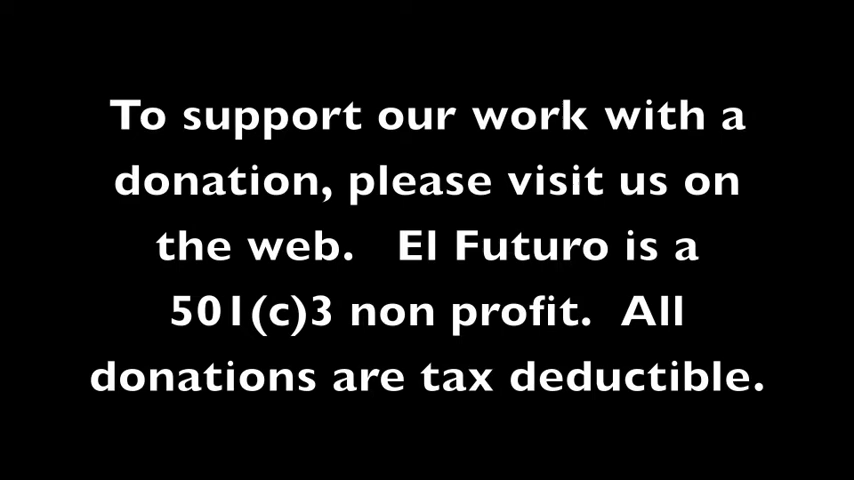 To support our work with a
donation, please visit us on
the web.   El Futuro is a
501(c)3 non profit.  All
donations are tax deductible.